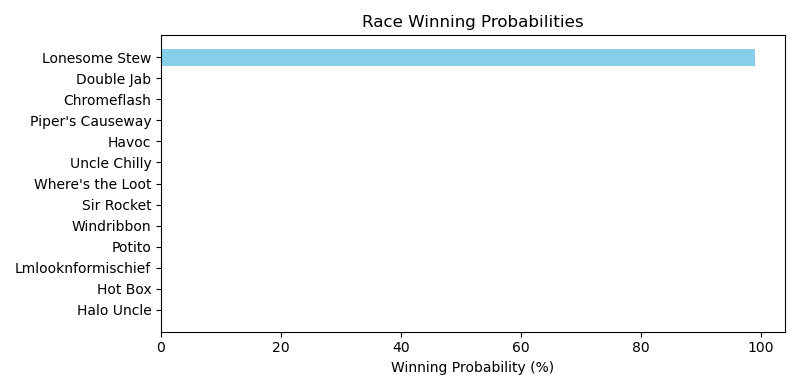 Race Winning Probabilities
Lonesome Stew
Double Jab
Chromeflash
Piper's Causeway
Havoc
Uncle Chilly
Where's the Loot
Sir Rocket
Windribbon
Potito
Lmlooknformischief
Hot Box
Halo Uncle
0 20 40 60 80 100
Winning Probability (%)